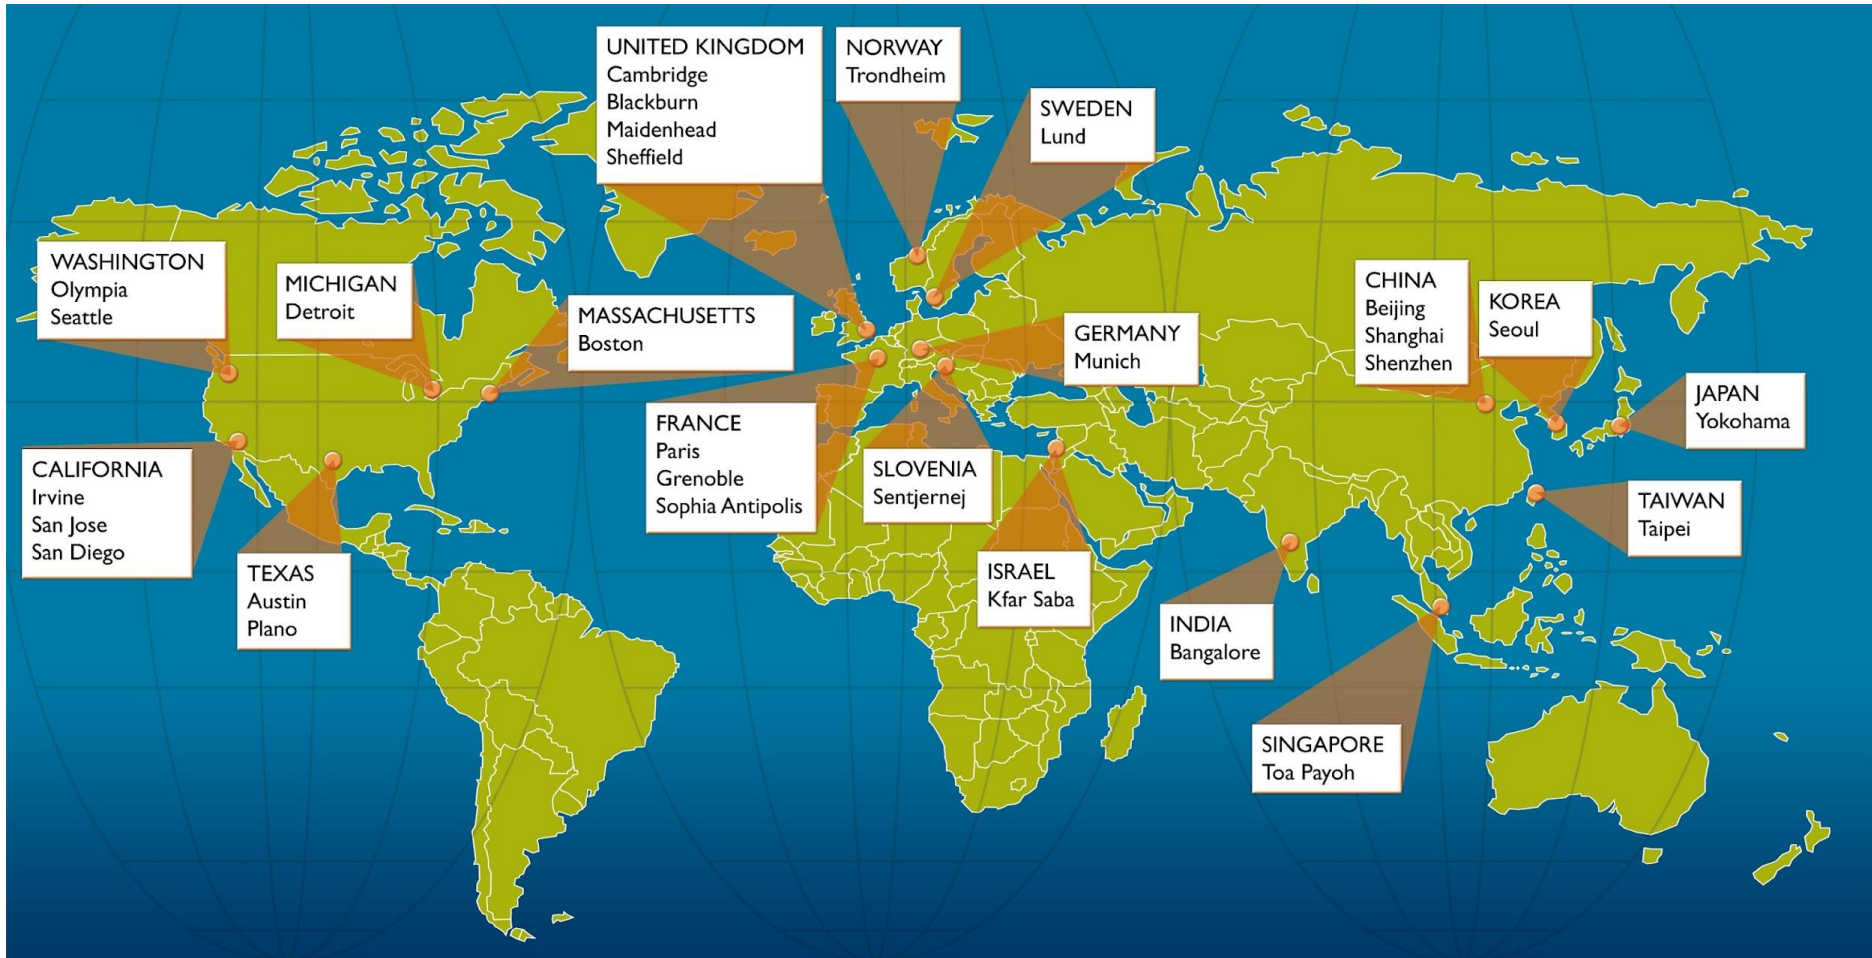 UNITED KINGDOM
Cambridge
Blackburn
Maidenhead
Sheffield
NORWAY
Trondheim
SWEDEN
Lund
WASHINGTON
Olympia
Seattle
MICHIGAN
Detroit
MASSACHUSETTS
Boston
GERMANY
Munich
CHINA
Beijing
Shanghai
Shenzhen
KOREA
Seoul
JAPAN
Yokohama
CALIFORNIA
Irvine
San Jose
San Diego
TEXAS
Austin
Plano
FRANCE
Paris
Grenoble
Sophia Antipolis
SLOVENIA
Sentjernej
ISRAEL
Kfar Saba
INDIA
Bangalore
TAIWAN
Taipei
SINGAPORE
Toa Payoh